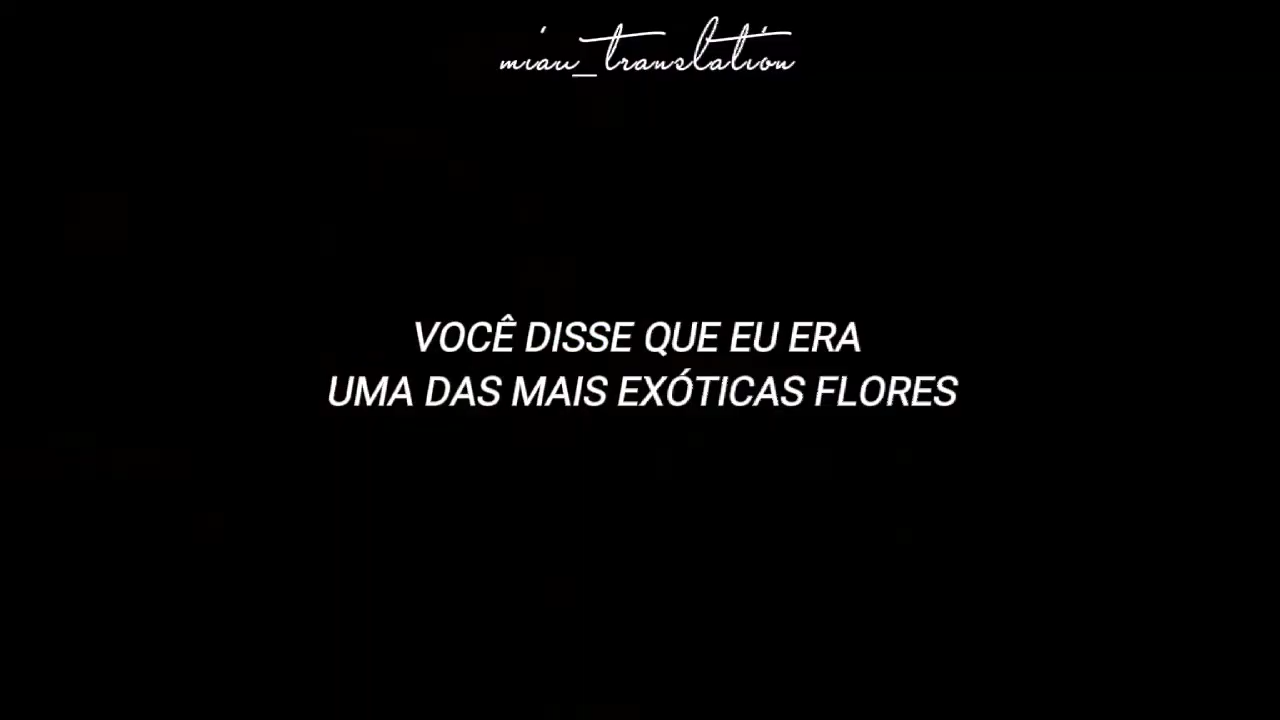 miau_translation
VOCÊ DISSE QUE EU ERA
UMA DAS MAIS EXÓTICAS FLORES